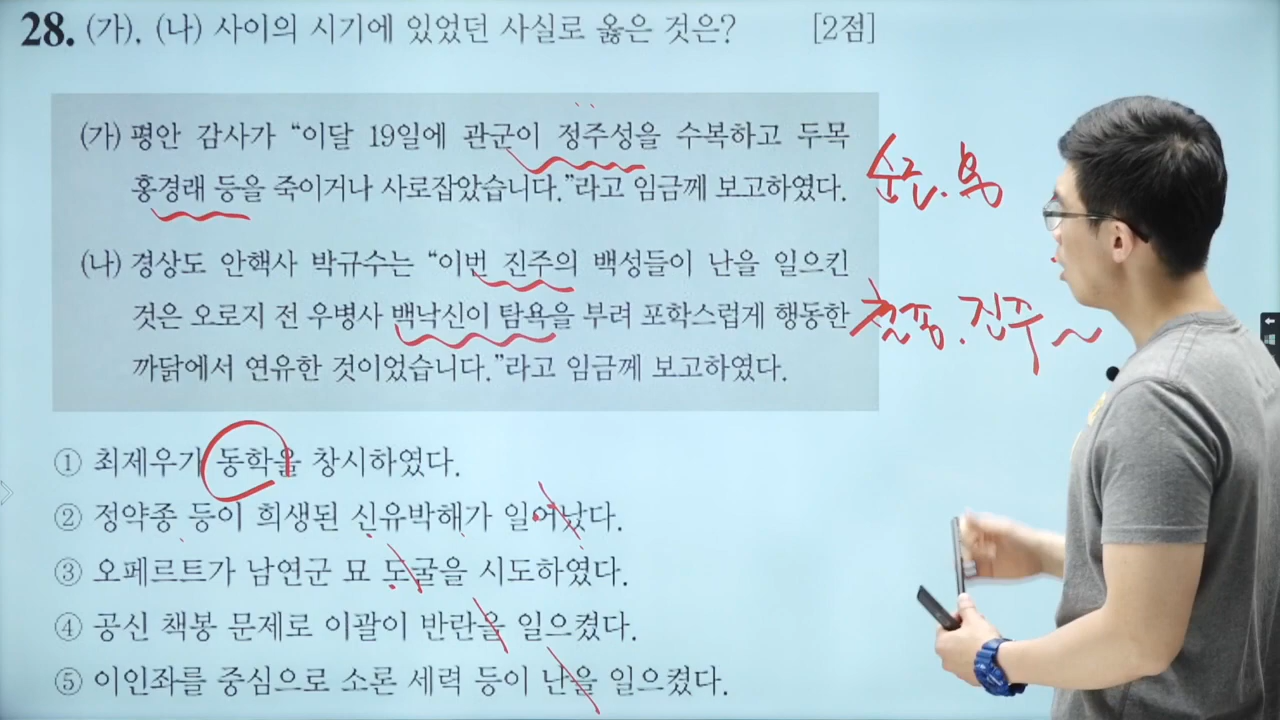 28. (가), (나) 사이의 시기에 있었던 사실로 옳은 것은? [2점]
(가) 평안 감사가 “이달 19일에 관군이 정주성을 수복하고 두목
홍경래 등을 죽이거나 사로잡았습니다.”라고 임금께 보고하였다.
순조, 홍
(나) 경상도 안핵사 박규수는 “이번 진주의 백성들이 난을 일으킨
것은 오로지 전 우병사 백낙신이 탐욕을 부려 포학스럽게 행동한
까닭에서 연유한 것이었습니다.”라고 임금께 보고하였다.
철종. 진주~
① 최제우가 동학을 창시하였다.
② 정약종 등이 희생된 신유박해가 일어났다.
③ 오페르트가 남연군 묘 도굴을 시도하였다.
④ 공신 책봉 문제로 이괄이 반란을 일으켰다.
⑤ 이인좌를 중심으로 소론 세력 등이 난을 일으켰다.